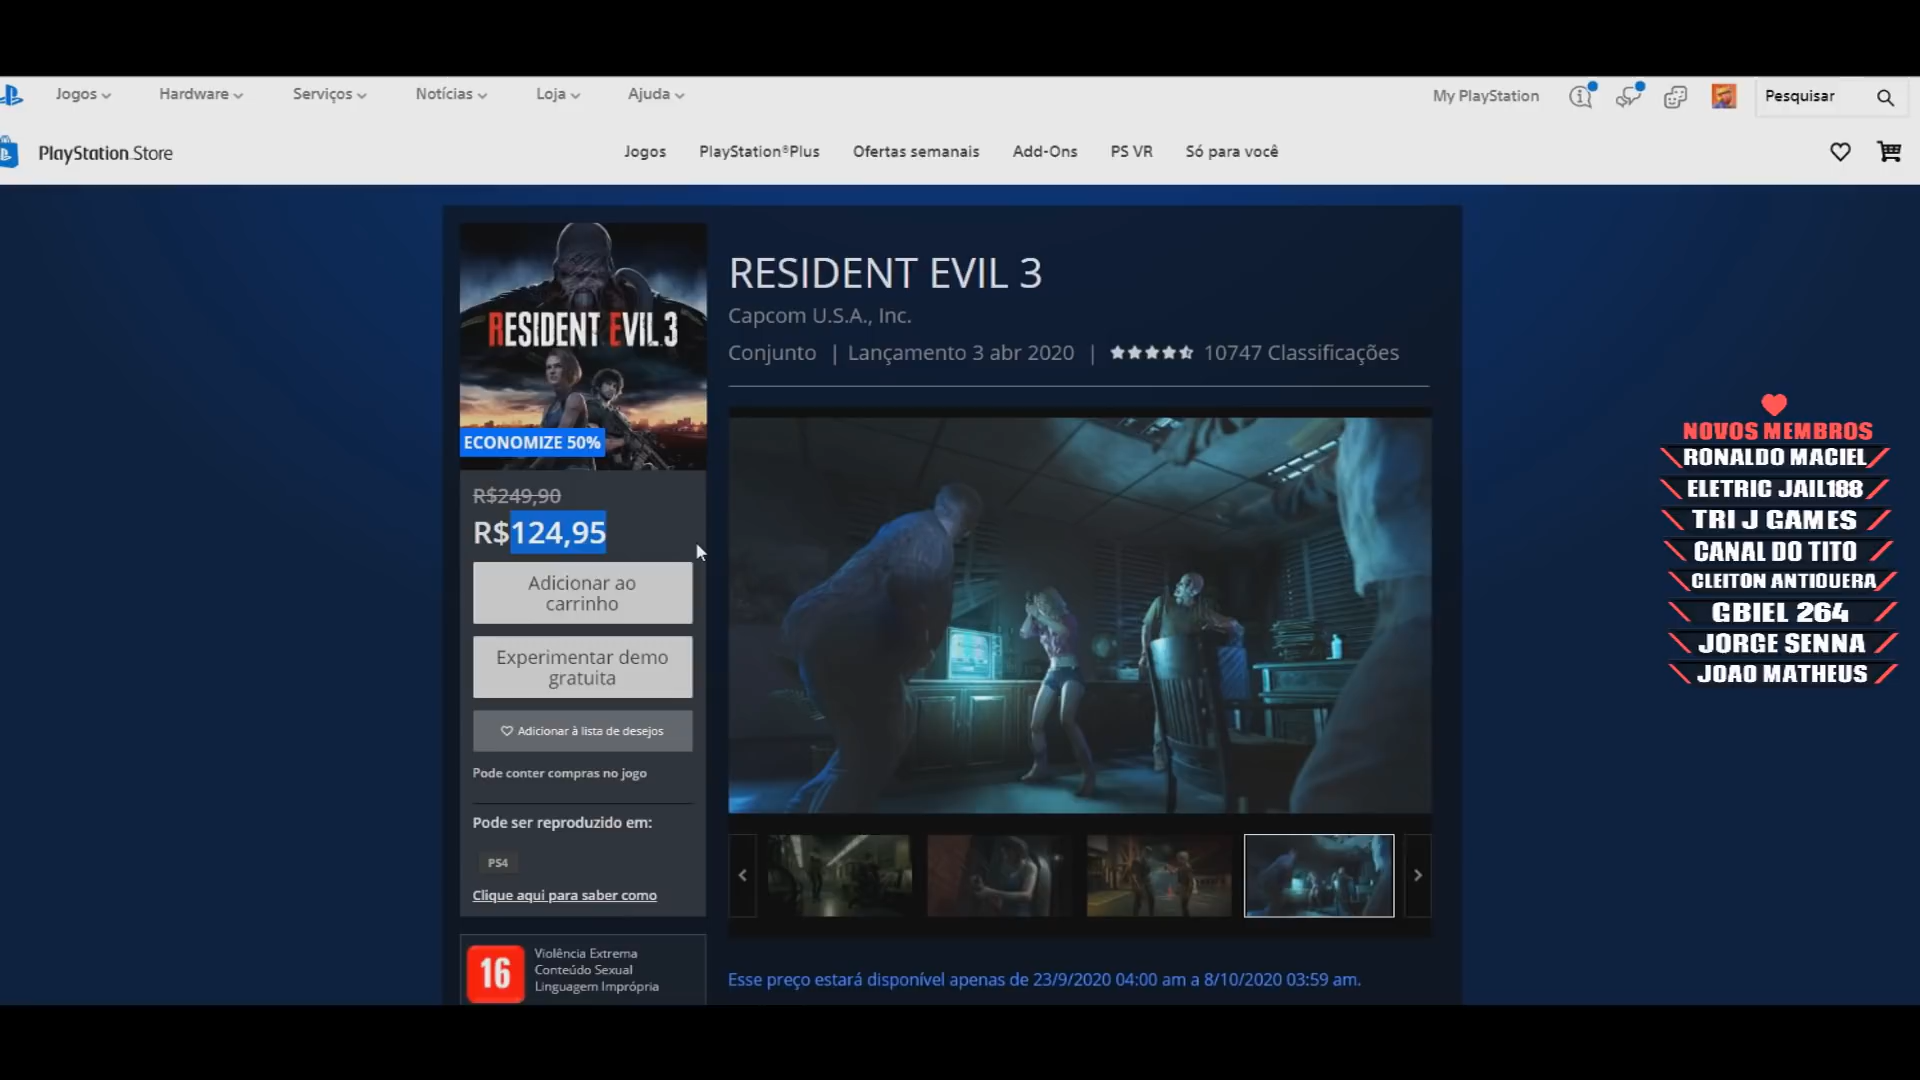 Jogos
Hardware
Serviços
Notícias
Loja
Ajuda
My PlayStation
Pesquisar
PlayStation Store
Jogos
PlayStation®Plus
Ofertas semanais
Add-Ons
PS VR
Só para você
RESIDENT EVIL 3
ECONOMIZE 50%
R$249,90
R$124,95
Adicionar ao
carrinho
Experimentar demo
gratuita
Adicionar à lista de desejos
Pode conter compras no jogo
Pode ser reproduzido em:
PS4
Clique aqui para saber como
16
Violência Extrema
Conteúdo Sexual
Linguagem Imprópria
RESIDENT EVIL 3
Capcom U.S.A., Inc.
Conjunto | Lançamento 3 abr 2020 | 10747 Classificações
Esse preço estará disponível apenas de 23/9/2020 04:00 am a 8/10/2020 03:59 am.
NOVOS MEMBROS
RONALDO MACIEL
ELETRIC JAIL188
TRI J GAMES
CANAL DO TITO
CLEITON ANTIQUERA
GBIEL 264
JORGE SENNA
JOAO MATHEUS